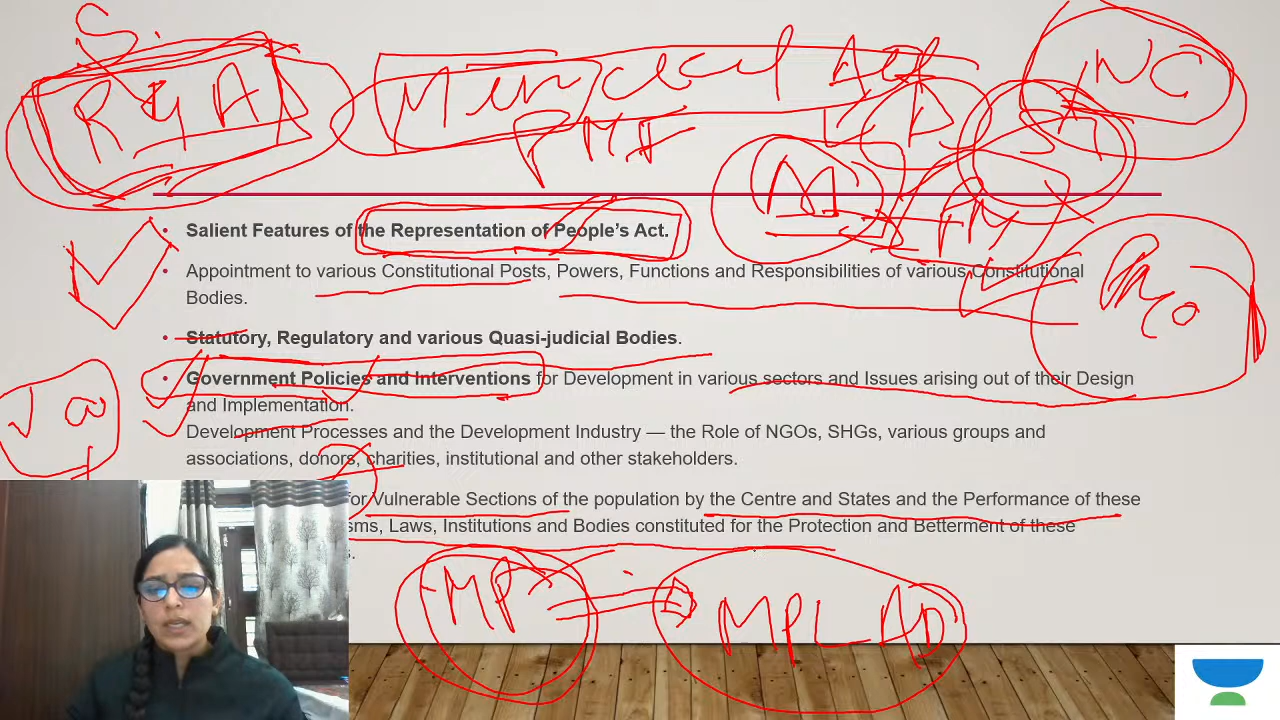 S.
R 4 A Municipal Act NC
PMF
M PM
• Salient Features of the Representation of People's Act.
• Appointment to various Constitutional Posts, Powers, Functions and Responsibilities of various Constitutional
Bodies.
• Statutory, Regulatory and various Quasi-judicial Bodies.
• Government Policies and Interventions for Development in various sectors and Issues arising out of their Design
and Implementation.
Development Processes and the Development Industry — the Role of NGOs, SHGs, various groups and
associations, donors, charities, institutional and other stakeholders.
for Vulnerable Sections of the population by the Centre and States and the Performance of these
sms, Laws, Institutions and Bodies constituted for the Protection and Betterment of these
s.
MP MPLAD